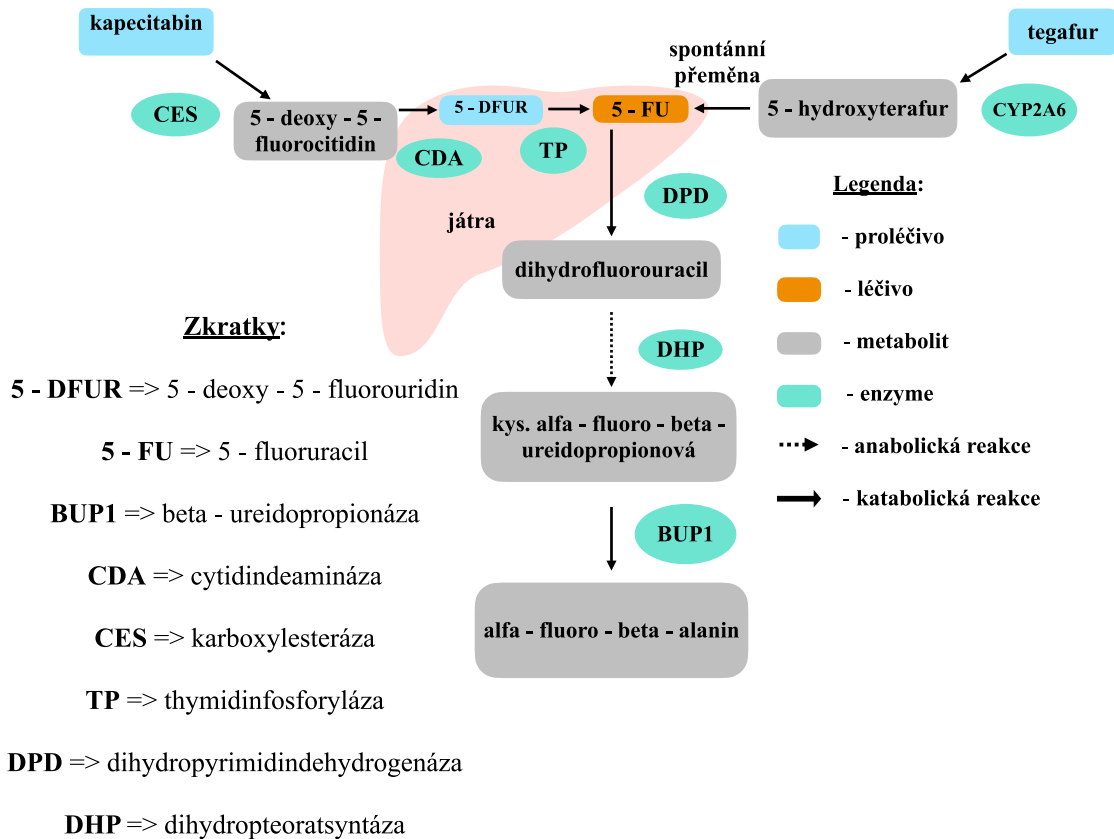 kapecitabin
tegafur
spontánní
přeměna
CES
5 - deoxy - 5 -
fluorocitidin
5 - DFUR
5 - FU
5 - hydroxyterafur
CYP2A6
CDA
TP
DPD
játra
dihydrofluorouracil
DHP
kys. alfa - fluoro - beta -
ureidopropionová
BUP1
alfa - fluoro - beta - alanin
Legenda:
- proléčivo
- léčivo
- metabolit
- enzyme
- anabolická reakce
- katabolická reakce
Zkratky:
5 - DFUR => 5 - deoxy - 5 - fluorouridin
5 - FU => 5 - fluoruracil
BUP1 => beta - ureidopropionáza
CDA => cytidindeamináza
CES => karboxylesteráza
TP => thymidinfosforyláza
DPD => dihydropyrimidindehydrogenáza
DHP => dihydropteoratsyntáza